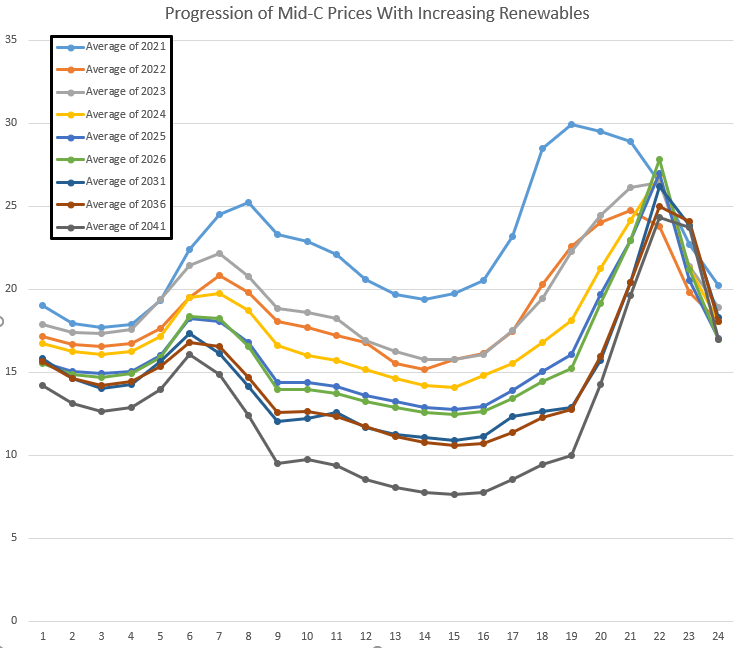 Progression of Mid-C Prices With Increasing Renewables
35
30
25
20
15
10
5
0
Average of 2021
Average of 2022
Average of 2023
Average of 2024
Average of 2025
Average of 2026
Average of 2031
Average of 2036
Average of 2041
1 2 3 4 5 6 7 8 9 10 11 12 13 14 15 16 17 18 19 20 21 22 23 24